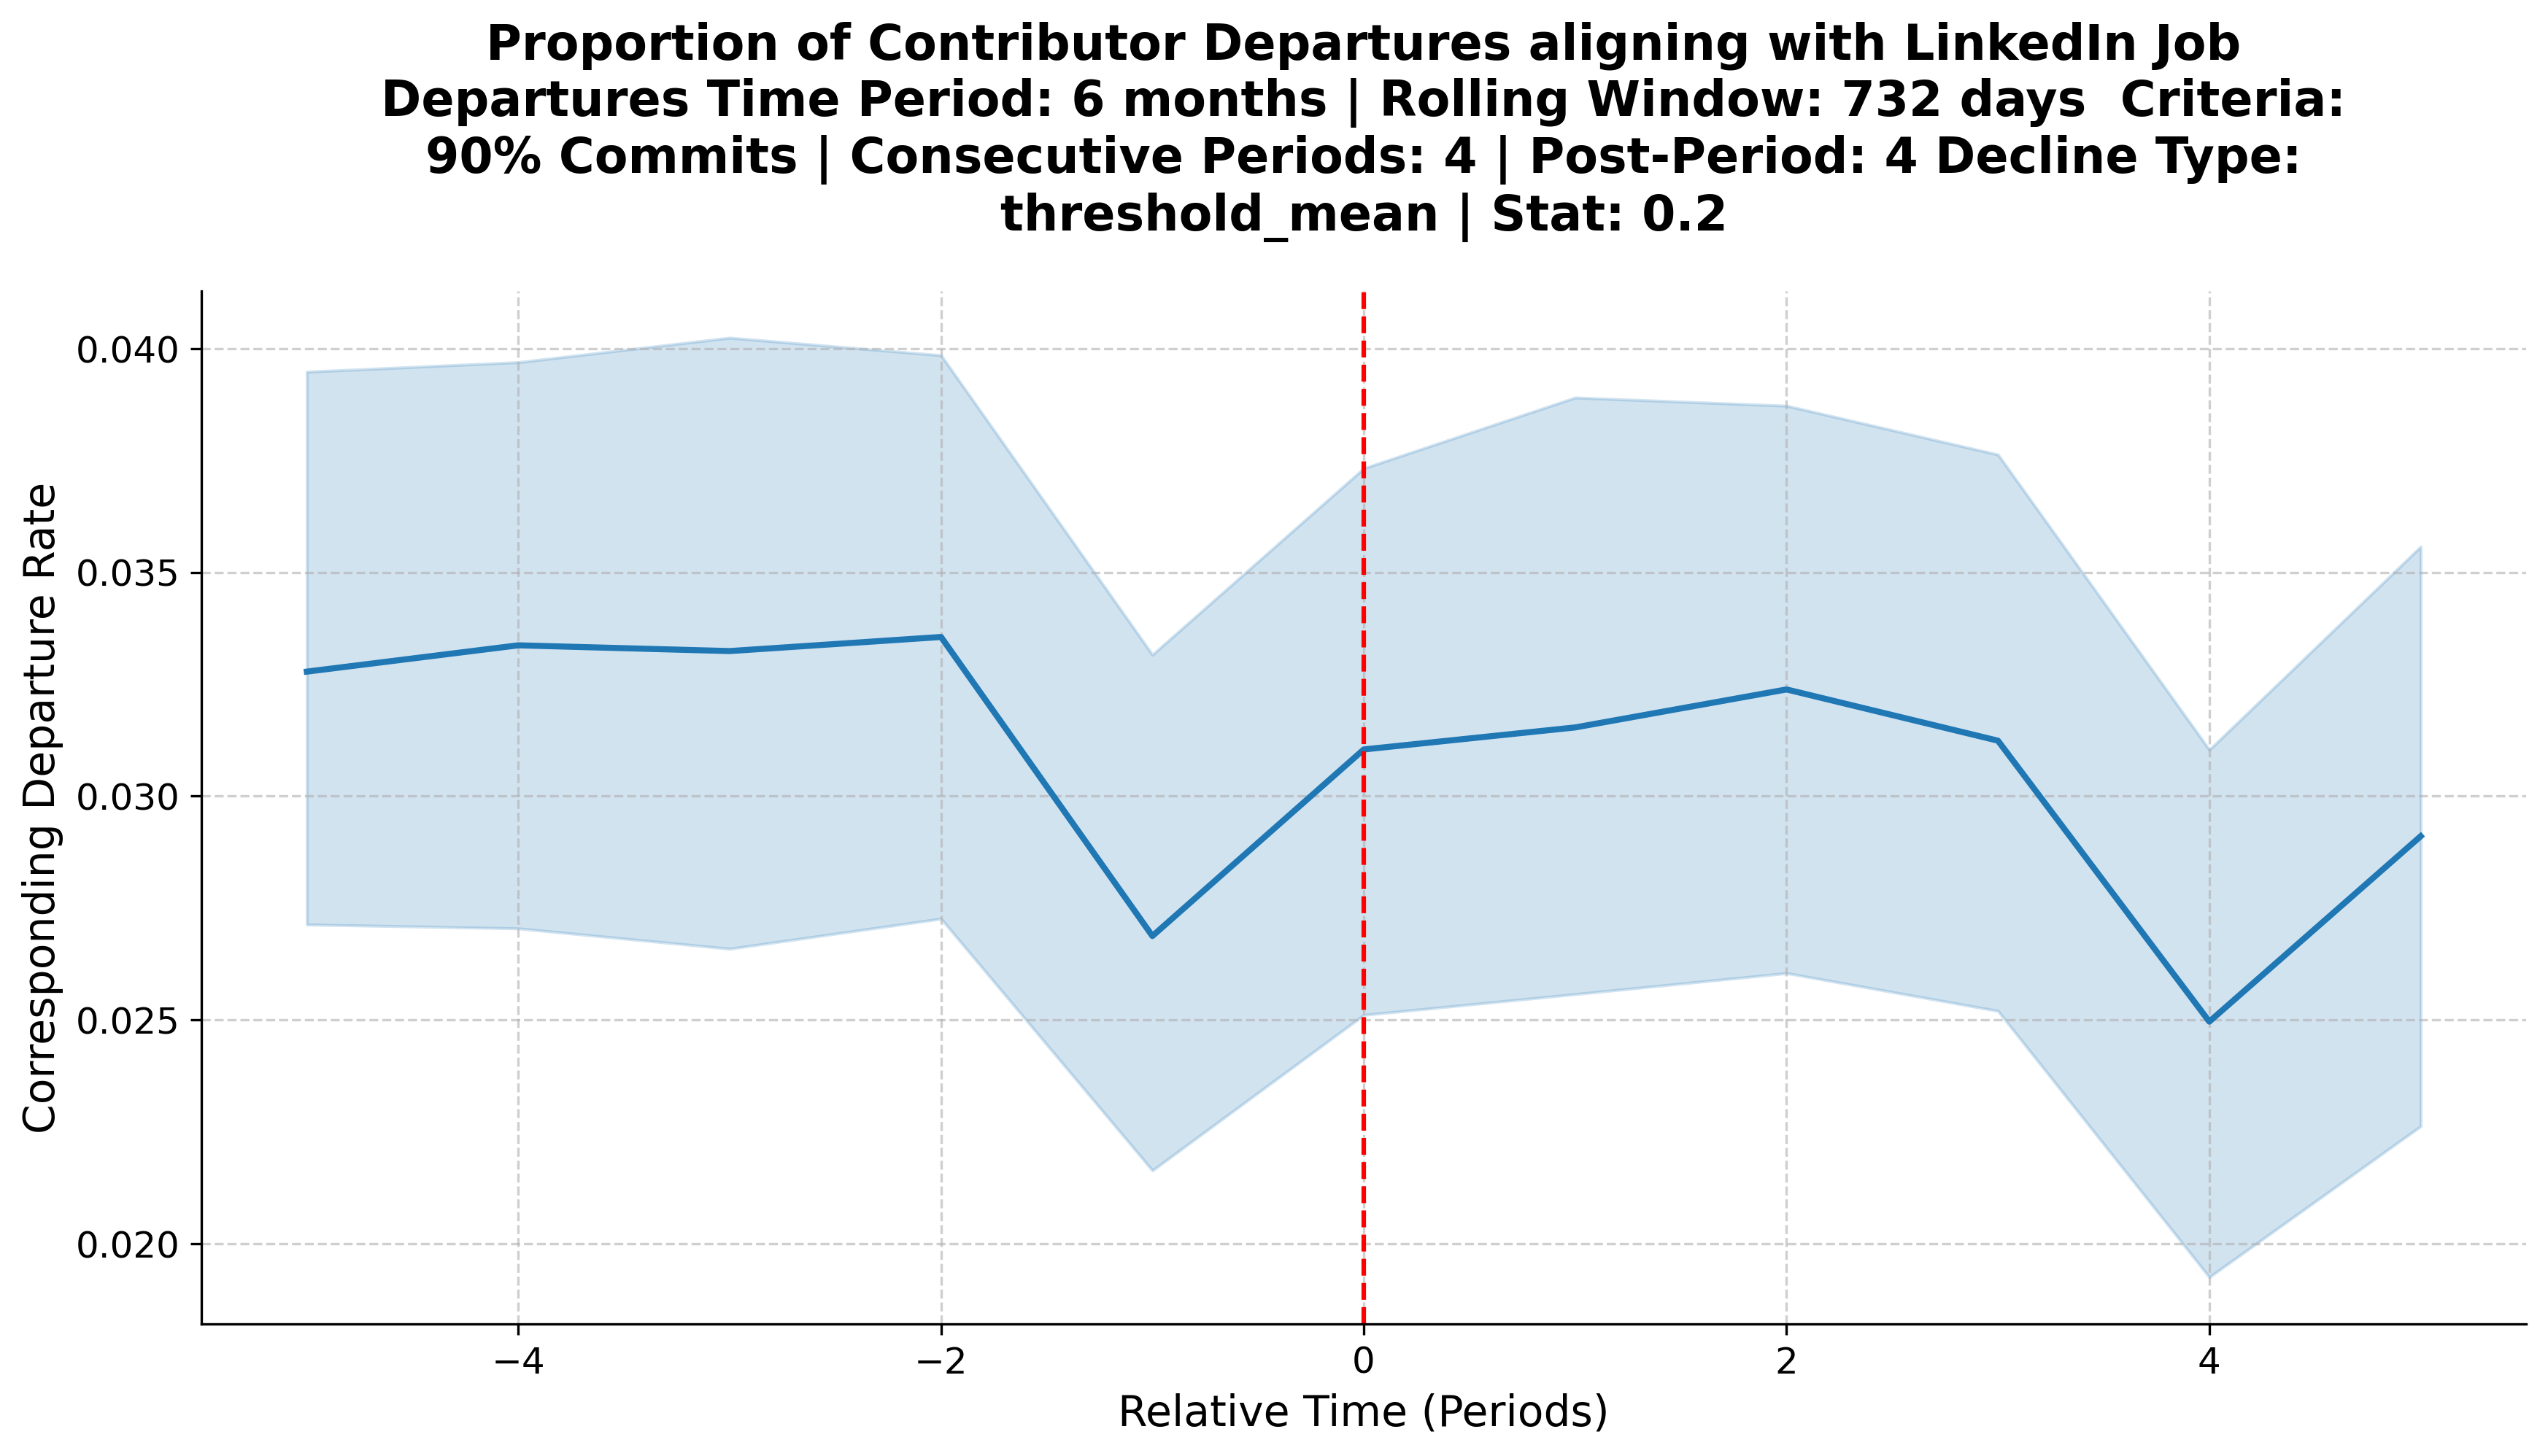 Proportion of Contributor Departures aligning with LinkedIn Job
Departures Time Period: 6 months | Rolling Window: 732 days  Criteria:
90% Commits | Consecutive Periods: 4 | Post-Period: 4 Decline Type:
threshold_mean | Stat: 0.2
Corresponding Departure Rate
0.040
0.035
0.030
0.025
0.020
−4
−2
0
2
4
Relative Time (Periods)